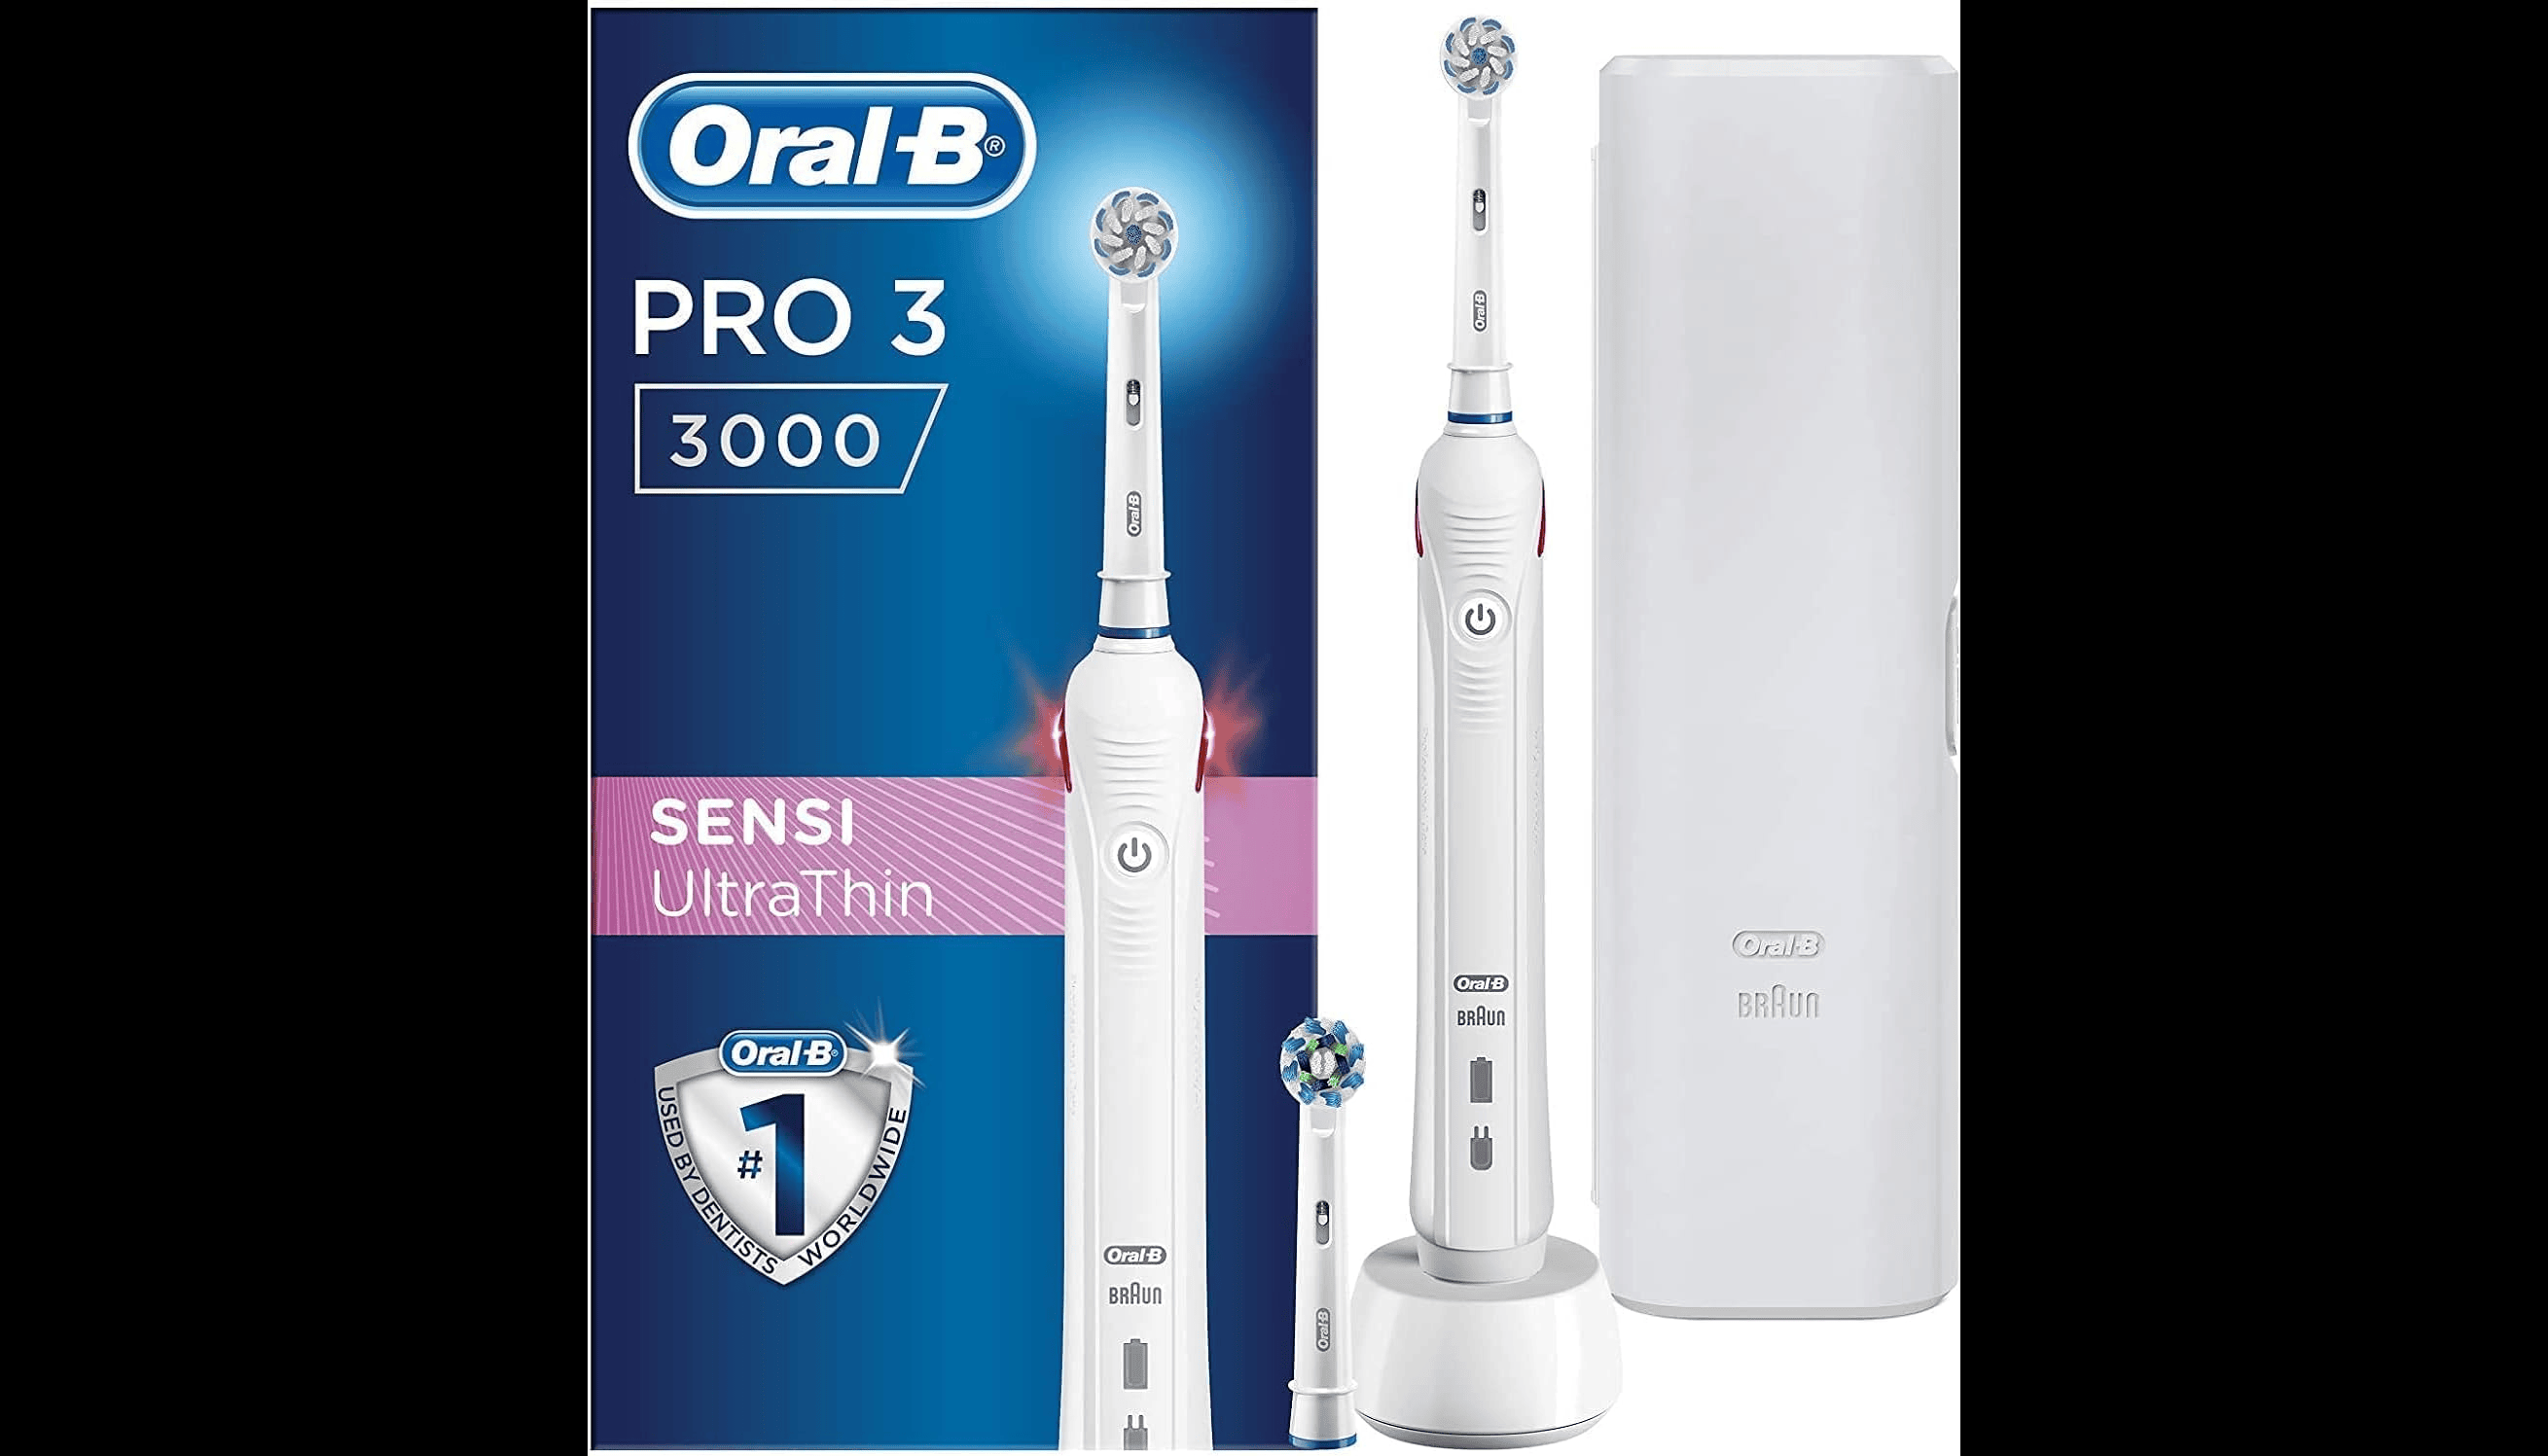 Oral-B®
PRO 3
3000
SENSI
UltraThin
Oral-B
#1
USED BY DENTISTS WORLDWIDE
Oral-B
Oral-B
BRAUN
Oral-B
Oral-B
Oral-B
BRAUN
Oral-B
BRAUN